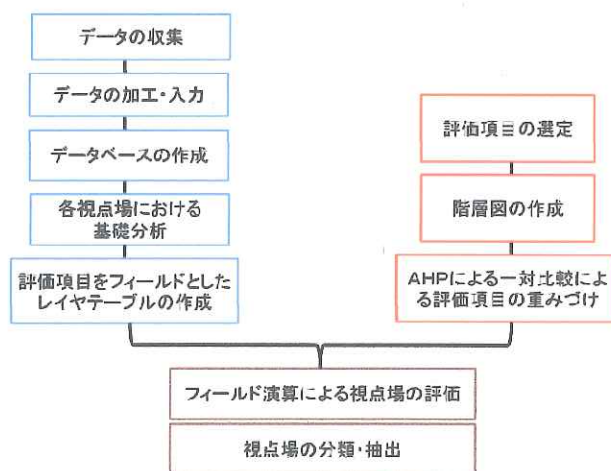 データの収集
データの加工・入力
データベースの作成
各視点場における
基礎分析
評価項目をフィールドとした
レイヤテーブルの作成
評価項目の選定
階層図の作成
AHPによる一対比較によ
る評価項目の重みづけ
フィールド演算による視点場の評価
視点場の分類・抽出